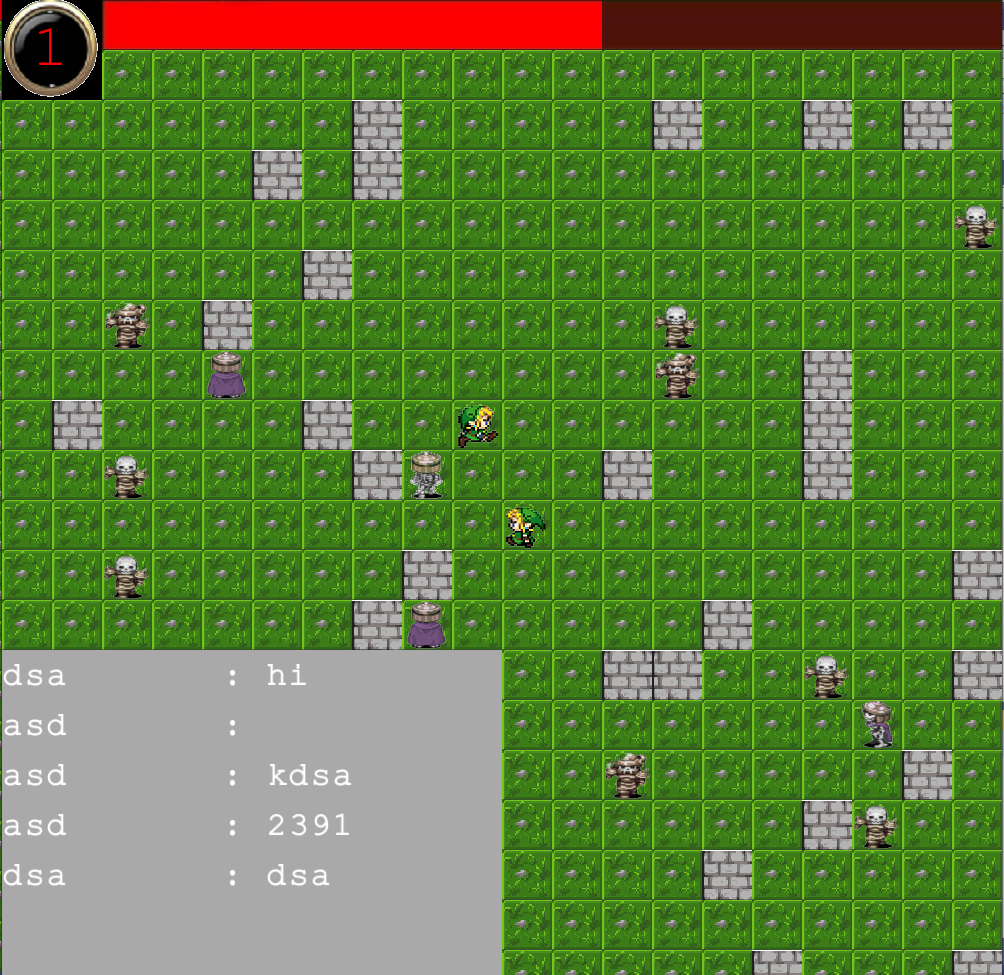 1
dsa : hi
asd :
asd : kdsa
asd : 2391
dsa : dsa